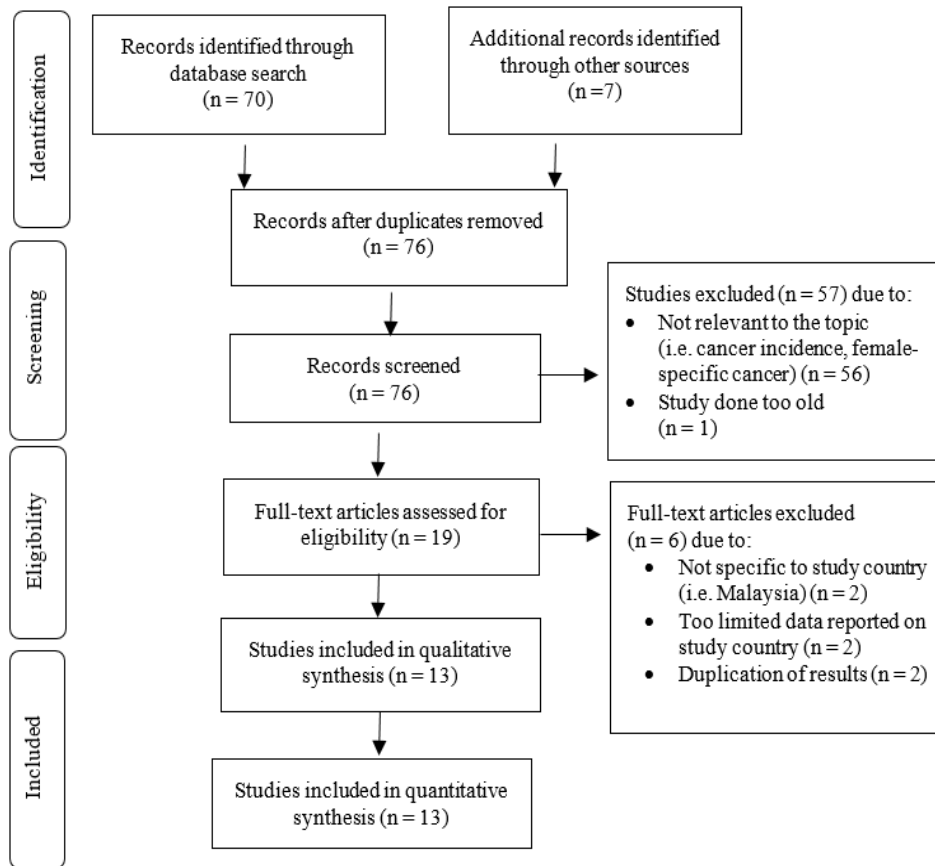 Identification
Records identified through
database search
(n = 70)
Additional records identified
through other sources
(n =7)
Records after duplicates removed
(n = 76)
Screening
Records screened
(n = 76)
Studies excluded (n = 57) due to:
• Not relevant to the topic
(i.e. cancer incidence, female-
specific cancer) (n = 56)
• Study done too old
(n = 1)
Eligibility
Full-text articles assessed for
eligibility (n = 19)
Full-text articles excluded
(n = 6) due to:
• Not specific to study country
(i.e. Malaysia) (n = 2)
• Too limited data reported on
study country (n = 2)
• Duplication of results (n = 2)
Studies included in qualitative
synthesis (n = 13)
Included
Studies included in quantitative
synthesis (n = 13)